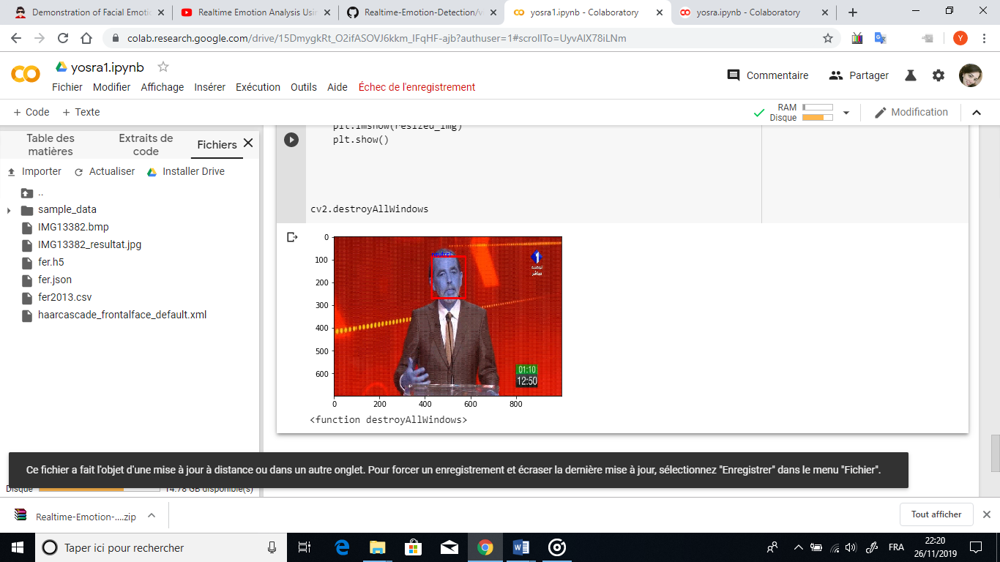 Demonstration of Facial Emoti
Realtime Emotion Analysis Usin
Realtime-Emotion-Detection/vi
yosra1.ipynb - Colaboratory
yosra.ipynb - Colaboratory
colab.research.google.com/drive/15DmygkRt_O2ifASOVJ6kkm_lFqHF-ajb?authuser=1#scrollTo=UyvAlX78iLNm
Y
yosra1.ipynb
Commentaire
Partager
Fichier Modifier Affichage Insérer Exécution Outils Aide Échec de l'enregistrement
+ Code + Texte
RAM
Disque
Modification
Table des
matières
Extraits de
code
Fichiers
Importer Actualiser Installer Drive
..
sample_data
IMG13382.bmp
IMG13382_resultat.jpg
fer.h5
fer.json
fer2013.csv
haarcascade_frontalface_default.xml
plt.imshow(resized_img)
plt.show()
cv2.destroyAllWindows
0
100
200
300
400
500
600
neutral
الوطنية
مباشر
01:10
12:50
0 200 400 600 800
<function destroyAllWindows>
Ce fichier a fait l'objet d'une mise à jour à distance ou dans un autre onglet. Pour forcer un enregistrement et écraser la dernière mise à jour, sélectionnez "Enregistrer" dans le menu "Fichier".
Disque 14.78 GB disponible(s)
Realtime-Emotion-....zip
Tout afficher
Taper ici pour rechercher
FRA
22:20
26/11/2019